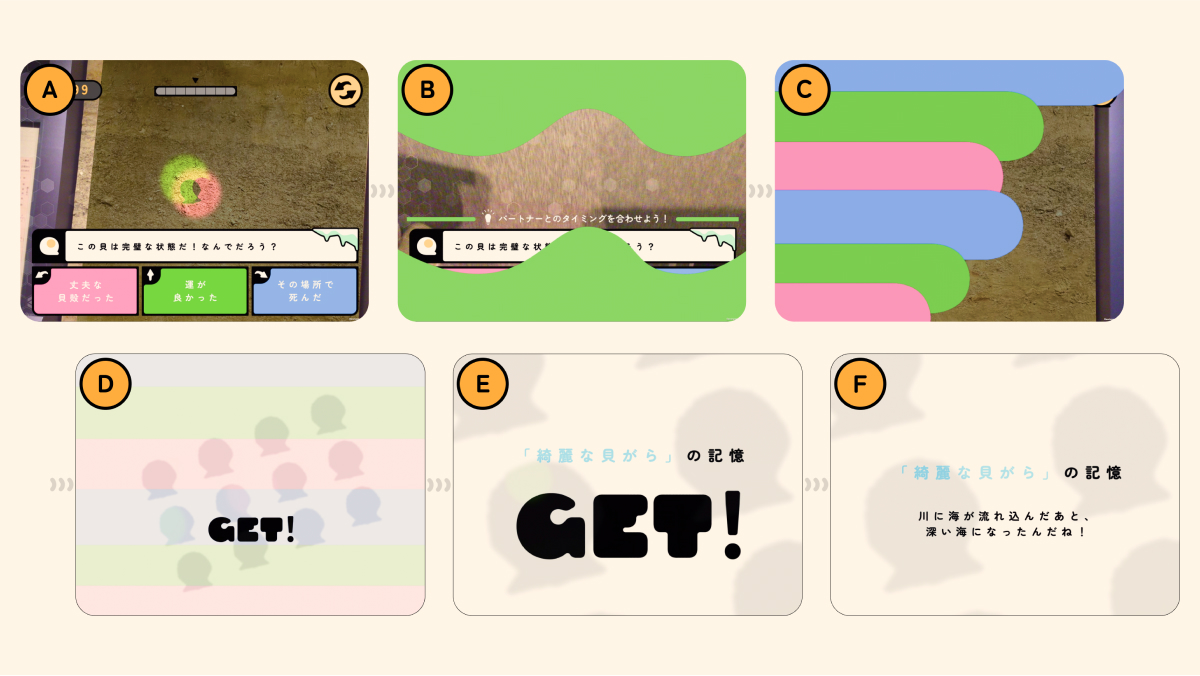 A
99
この貝は完璧な状態だ！なんでだろう？
丈夫な
貝殻だった
運が
良かった
その場所で
死んだ
B
パートナーとのタイミングを合わせよう！
この貝は完璧な状
う？
C
D
GET!
E
「綺麗な貝がら」の記憶
GET!
F
「綺麗な貝がら」の記憶
川に海が流れ込んだあと、
深い海になったんだね！